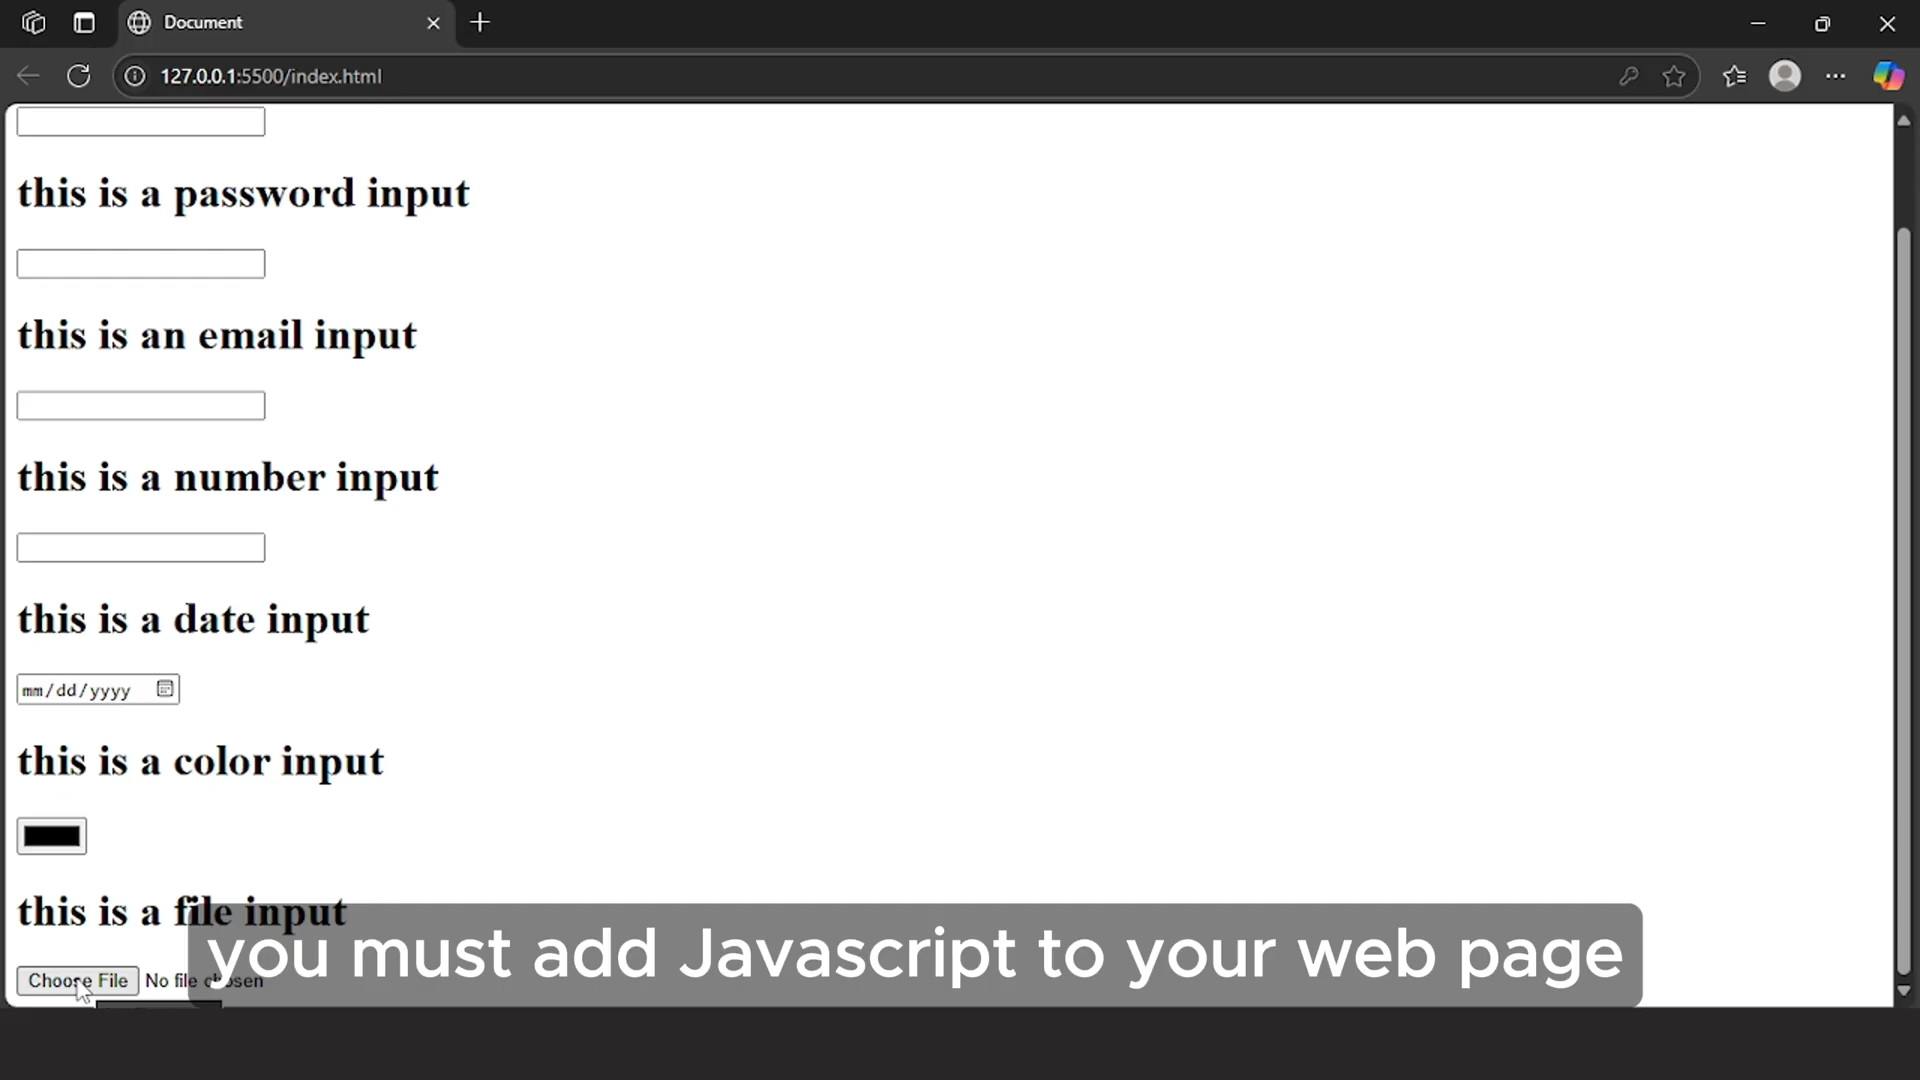 Document
127.0.0.1:5500/index.html
this is a password input
this is an email input
this is a number input
this is a date input
mm/dd/yyyy
this is a color input
this is a file input
Choose File No file chosen
you must add Javascript to your web page